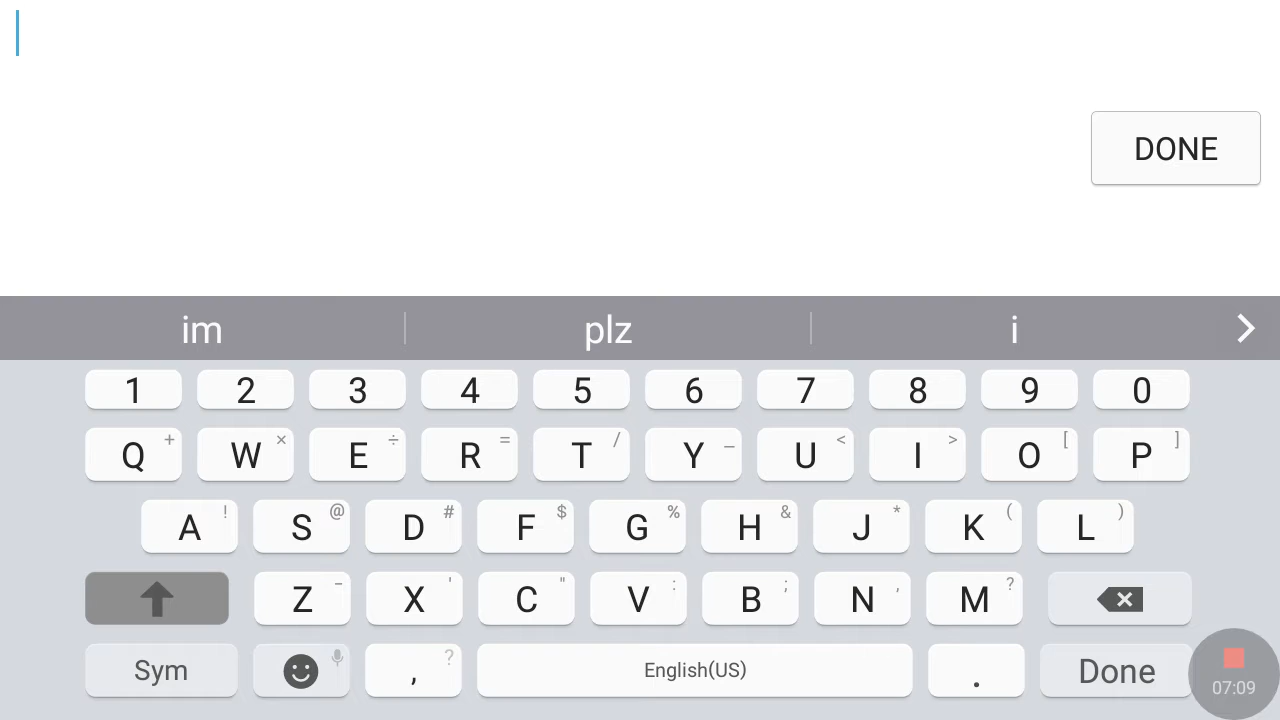 DONE
im plz i
1 2 3 4 5 6 7 8 9 0
Q + W × E ÷ R = T / Y _ U < I > O [ P ]
A ! S @ D # F $ G % H & J * K ( L )
Z - X ' C " V : B ; N , M ?
Sym , ? English(US) . Done
07:09